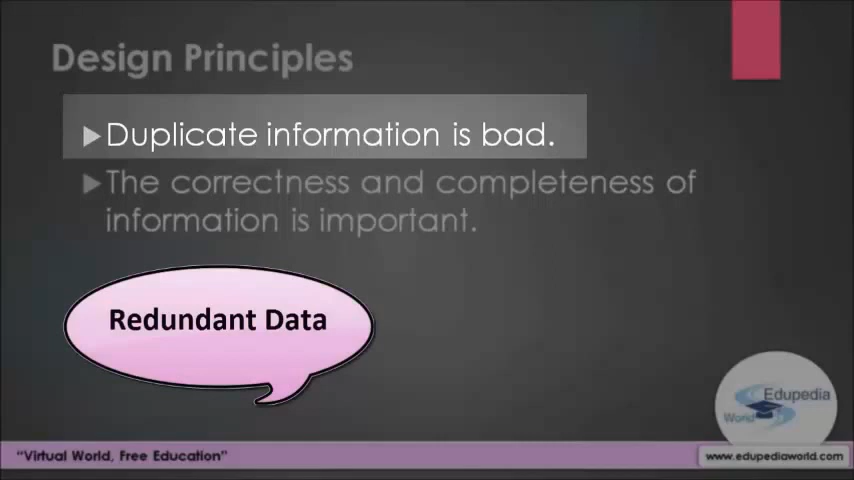 Design Principles
Duplicate information is bad.
The correctness and completeness of
information is important.
Redundant Data
Edupedia
World
"Virtual World, Free Education"
www.edupediaworld.com